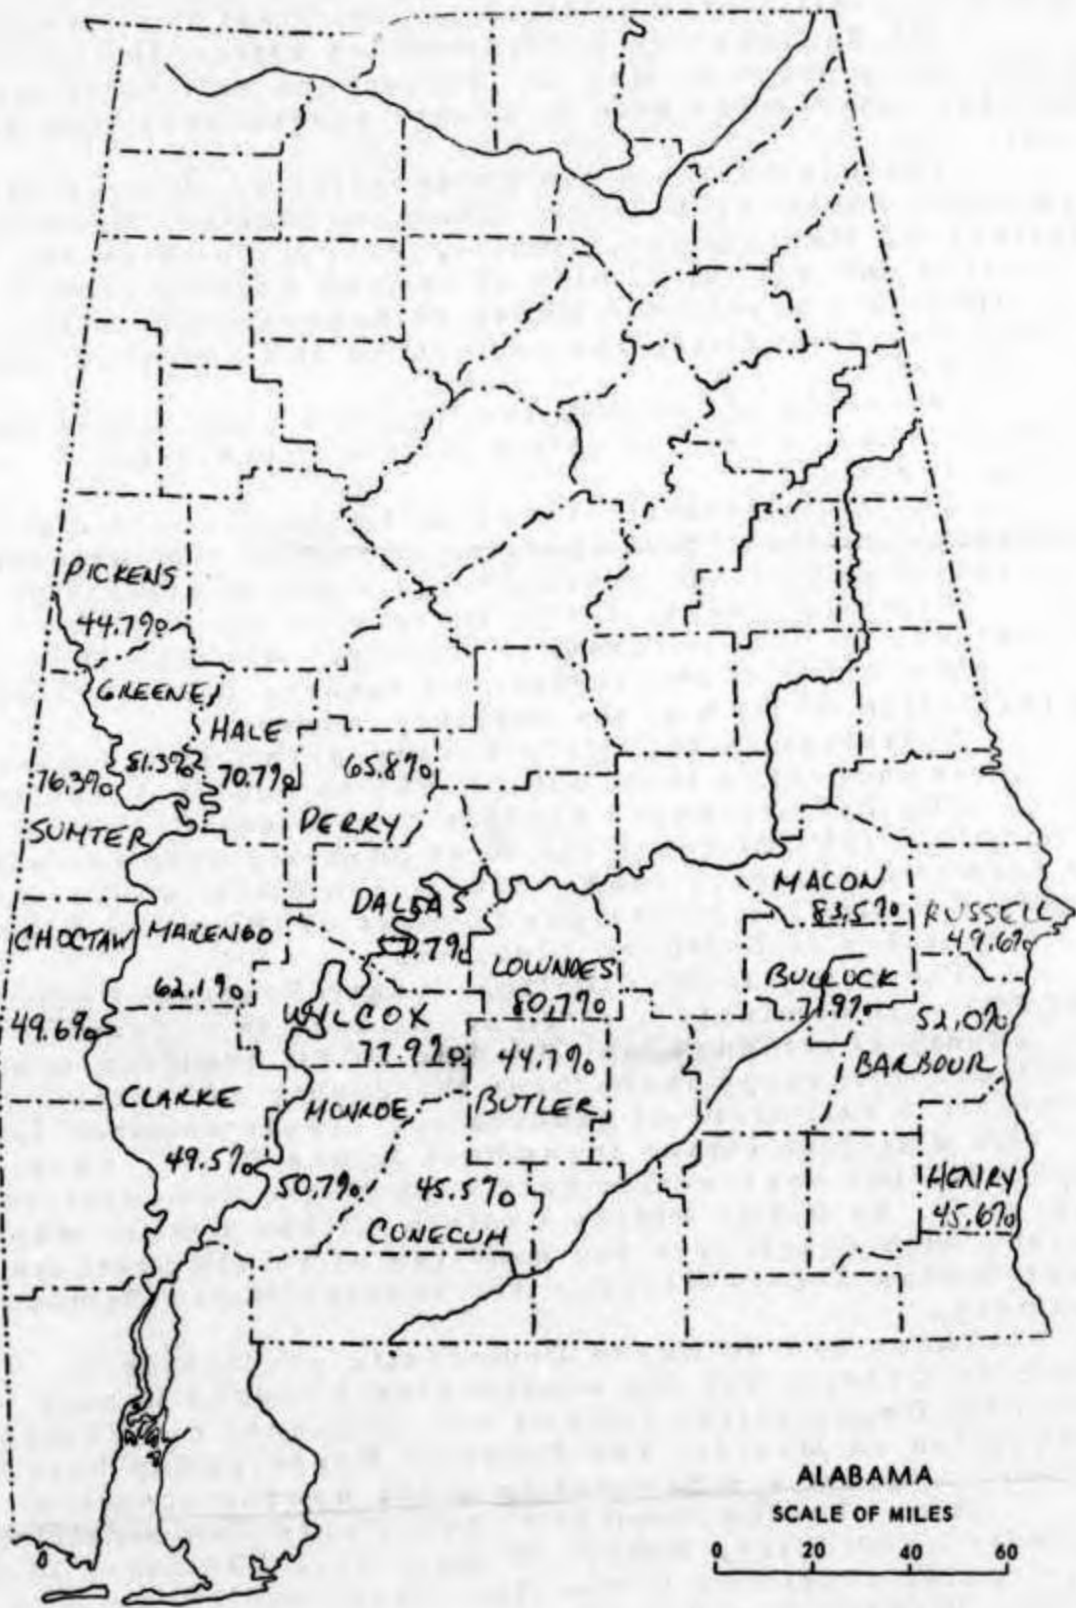 PICKENS
44.7%
GREENE
81.3%
HALE
70.7%
65.8%
PERRY
76.3%
SUMTER
CHOCTAW
49.6%
MARENGO
62.1%
DALLAS
LOWNDES
80.7%
MACON
83.5%
RUSSELL
49.6%
BULLOCK
71.9%
52.0%
BARBOUR
WILCOX
77.9%
44.7%
BUTLER
CLARKE
49.5%
MONROE
50.7%
45.5%
CONECUH
HENRY
45.6%
ALABAMA
SCALE OF MILES
0 20 40 60